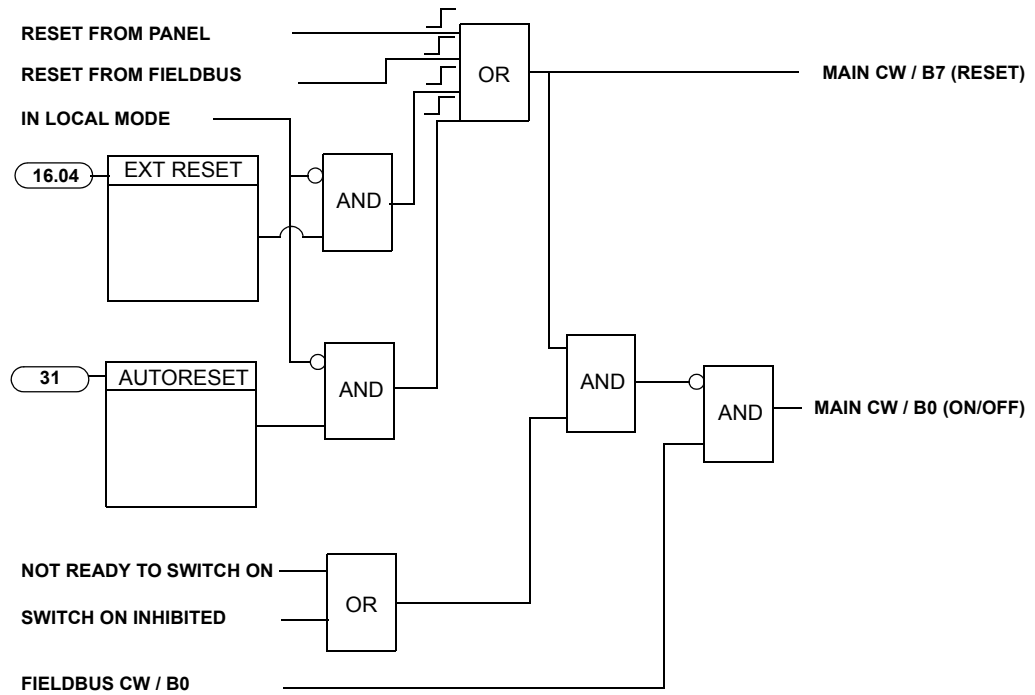 RESET FROM PANEL
RESET FROM FIELDBUS
OR
MAIN CW / B7 (RESET)
IN LOCAL MODE
16.04
EXT RESET
AND
31
AUTORESET
AND
AND
AND
MAIN CW / B0 (ON/OFF)
NOT READY TO SWITCH ON
SWITCH ON INHIBITED
OR
FIELDBUS CW / B0